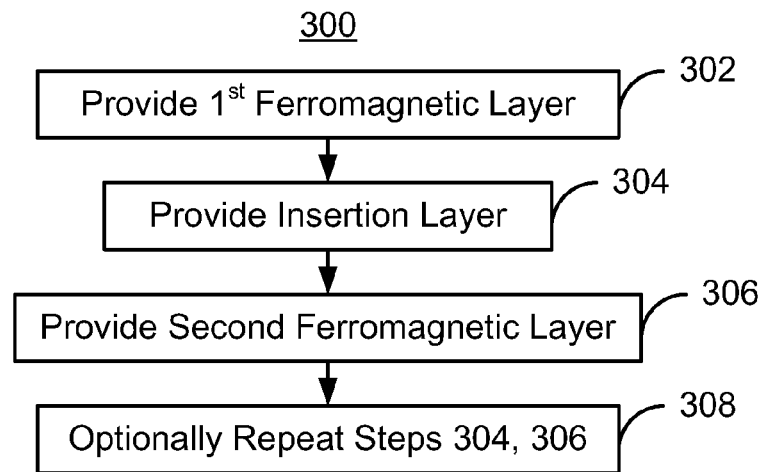 300
Provide 1st Ferromagnetic Layer
302
Provide Insertion Layer
304
Provide Second Ferromagnetic Layer
306
Optionally Repeat Steps 304, 306
308